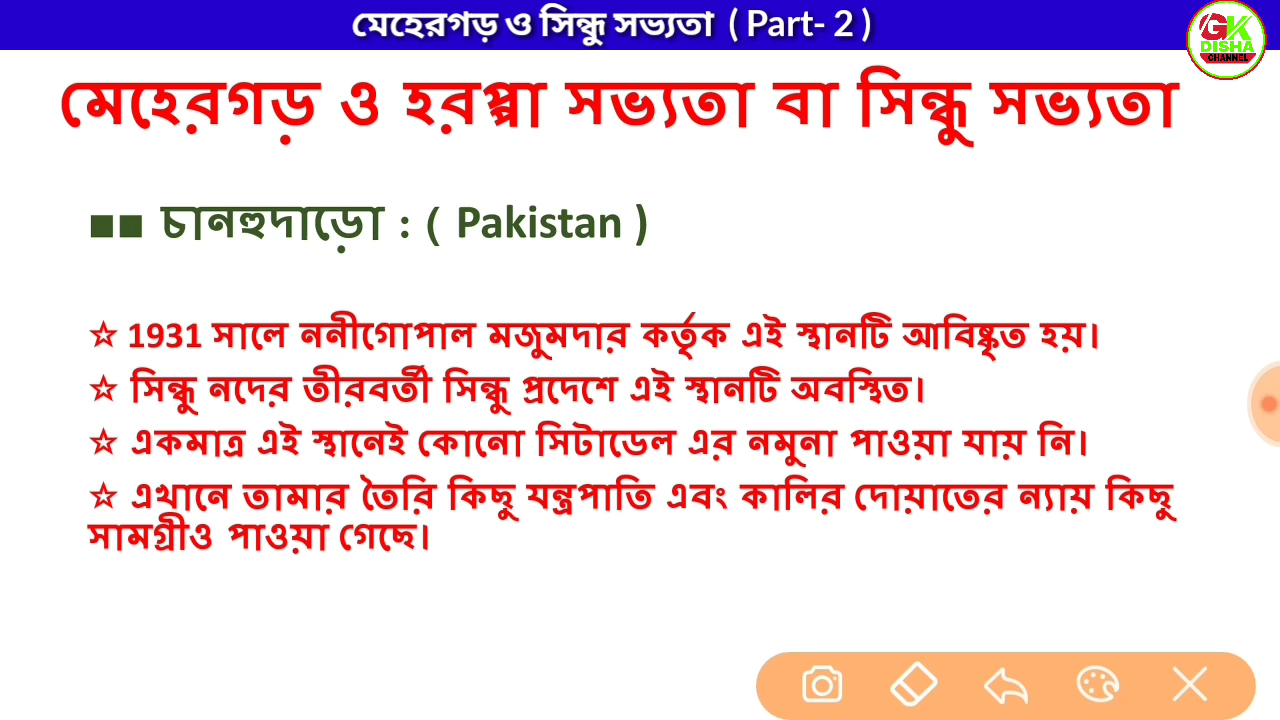 মেহেরগড় ও সিন্ধু সভ্যতা ( Part- 2 )
GK
DISHA
CHANNEL
মেহেরগড় ও হরপ্পা সভ্যতা বা সিন্ধু সভ্যতা
■■ চানহুদাড়ো : ( Pakistan )
☆ 1931 সালে ননীগোপাল মজুমদার কর্তৃক এই স্থানটি আবিষ্কৃত হয়।
☆ সিন্ধু নদের তীরবর্তী সিন্ধু প্রদেশে এই স্থানটি অবস্থিত।
☆ একমাত্র এই স্থানেই কোনো সিটাডেল এর নমুনা পাওয়া যায় নি।
☆ এখানে তামার তৈরি কিছু যন্ত্রপাতি এবং কালির দোয়াতের ন্যায় কিছু
সামগ্রীও পাওয়া গেছে।